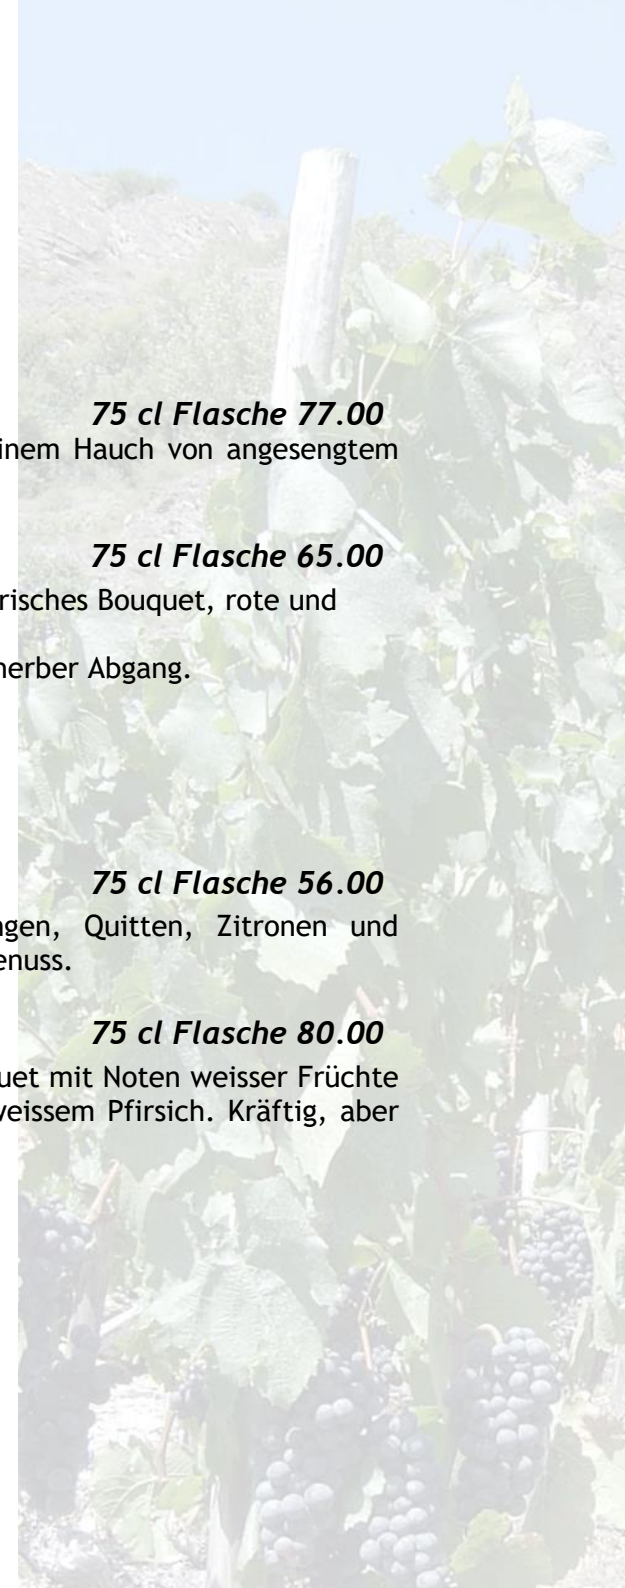 75 cl Flasche 77.00
inem Hauch von angesengtem
75 cl Flasche 65.00
risches Bouquet, rote und
herber Abgang.
75 cl Flasche 56.00
ngen, Quitten, Zitronen und
enuss.
75 cl Flasche 80.00
uet mit Noten weisser Früchte
weissem Pfirsich. Kräftig, aber